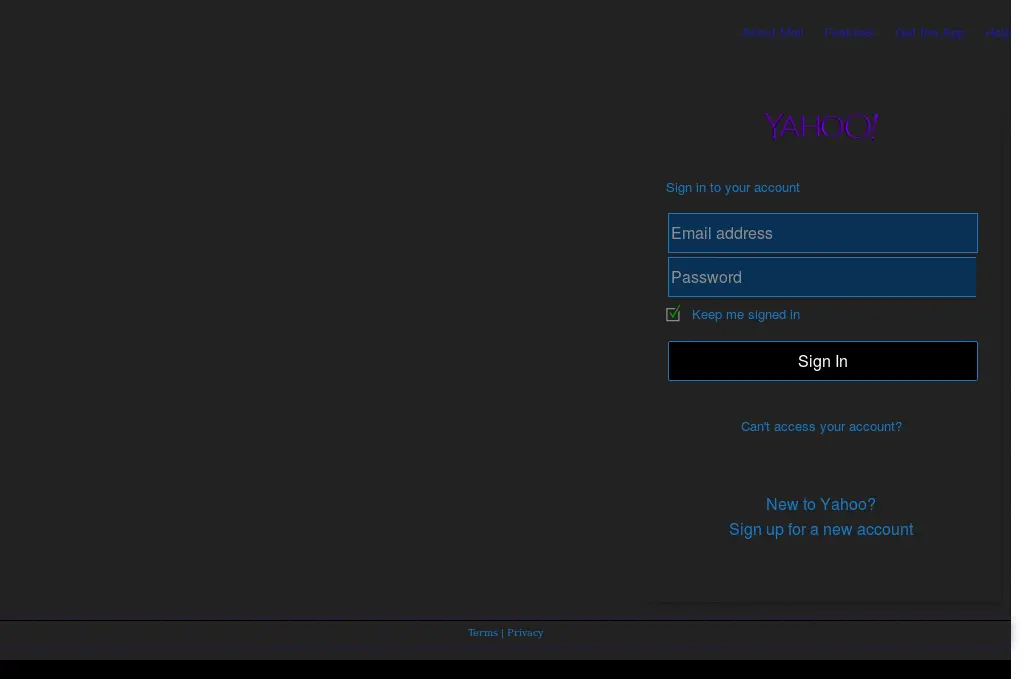 About Mail Features Get the App Help
YAHOO!
Sign in to your account
Email address
Password
Keep me signed in
Sign In
Can't access your account?
New to Yahoo?
Sign up for a new account
Terms | Privacy